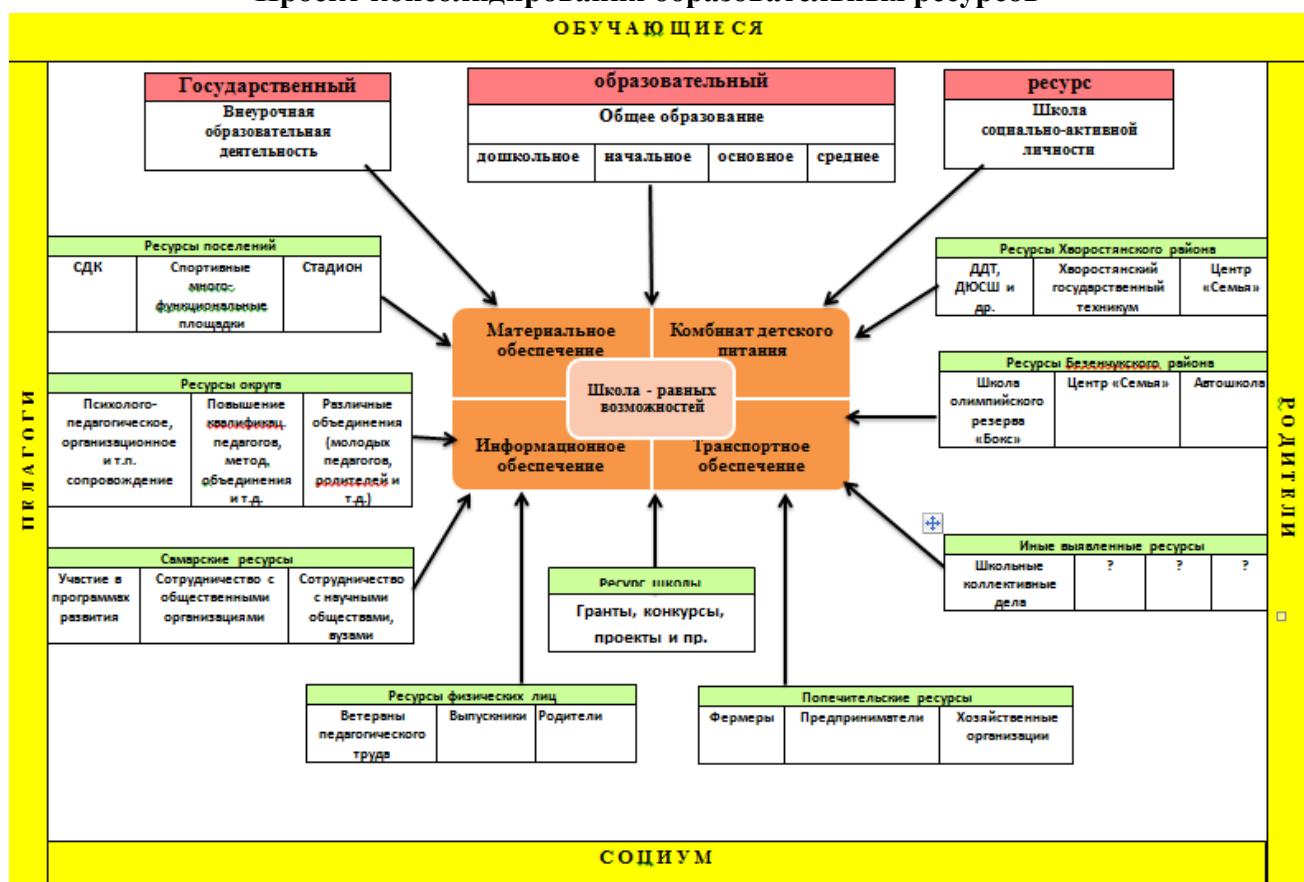 Проект консолидирования образовательных ресурсов
О Б У Ч А Ю Щ И Е С Я
Государственный
Внеурочная
образовательная
деятельность
образовательный
Общее образование
дошкольное начальное основное среднее
ресурс
Школа
социально-активной
личности
Ресурсы поселений
СДК
Спортивные
много-
функциональные
площадки
Стадион
Ресурсы Хворостянского района
ДДТ,
ДЮСШ и
др.
Хворостянский
государственный
техникум
Центр
«Семья»
Материальное
обеспечение
Комбинат детского
питания
Школа - равных
возможностей
Информационное
обеспечение
Транспортное
обеспечение
Ресурсы округа
Психолого-
педагогическое,
организационное
и т.п.
сопровождение
Повышение
квалификац.
педагогов,
метод,
объединения
и т.д.
Различные
объединения
(молодых
педагогов,
родителей и
т.д.)
Ресурсы Безенчукского района
Школа
олимпийского
резерва
«Бокс»
Центр «Семья»
Автошкола
П Е Д А Г О Г И
Р О Д И Т Е Л И
Самарские ресурсы
Участие в
программах
развития
Сотрудничество с
общественными
организациями
Сотрудничество
с научными
обществами,
вузами
Ресурс школы
Гранты, конкурсы,
проекты и пр.
Иные выявленные ресурсы
Школьные
коллективные
дела
? ? ?
Ресурсы физических лиц
Ветераны
педагогического
труда
Выпускники
Родители
Попечительские ресурсы
Фермеры
Предприниматели
Хозяйственные
организации
С О Ц И У М